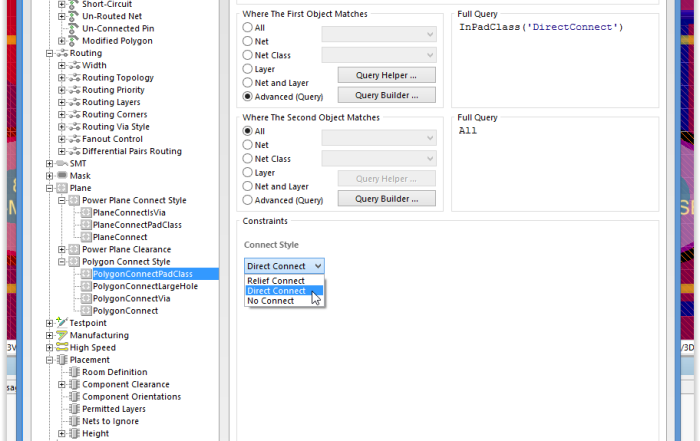 Short-Circuit
Un-Routed Net
Un-Connected Pin
Modified Polygon
Routing
Width
Routing Topology
Routing Priority
Routing Layers
Routing Corners
Routing Via Style
Fanout Control
Differential Pairs Routing
SMT
Mask
Plane
Power Plane Connect Style
PlaneConnectIsVia
PlaneConnectPadClass
PlaneConnect
Power Plane Clearance
Polygon Connect Style
PolygonConnectPadClass
PolygonConnectLargeHole
PolygonConnectVia
PolygonConnect
Testpoint
Manufacturing
High Speed
Placement
Room Definition
Component Clearance
Component Orientations
Permitted Layers
Nets to Ignore
Height
Where The First Object Matches
All
Net
Net Class
Layer
Net and Layer
Advanced (Query)
Query Helper ...
Query Builder ...
Full Query
InPadClass('DirectConnect')
Where The Second Object Matches
All
Net
Net Class
Layer
Net and Layer
Advanced (Query)
Query Helper ...
Query Builder ...
Full Query
All
Constraints
Connect Style
Direct Connect
Relief Connect
Direct Connect
No Connect